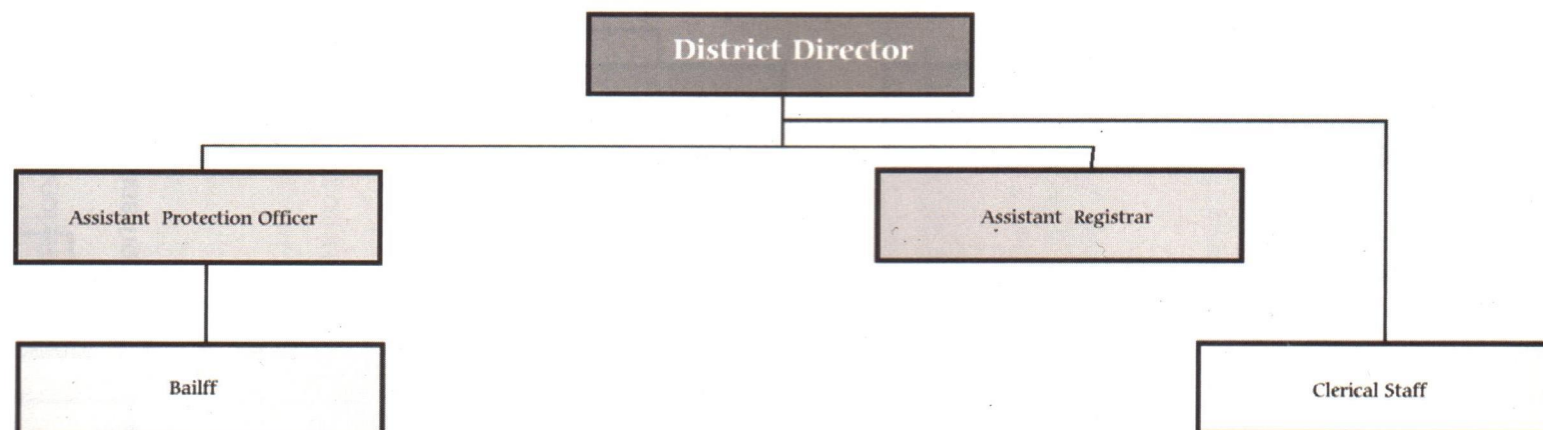 District Director
Assistant Protection Officer
Assistant Registrar
Bailff
Clerical Staff